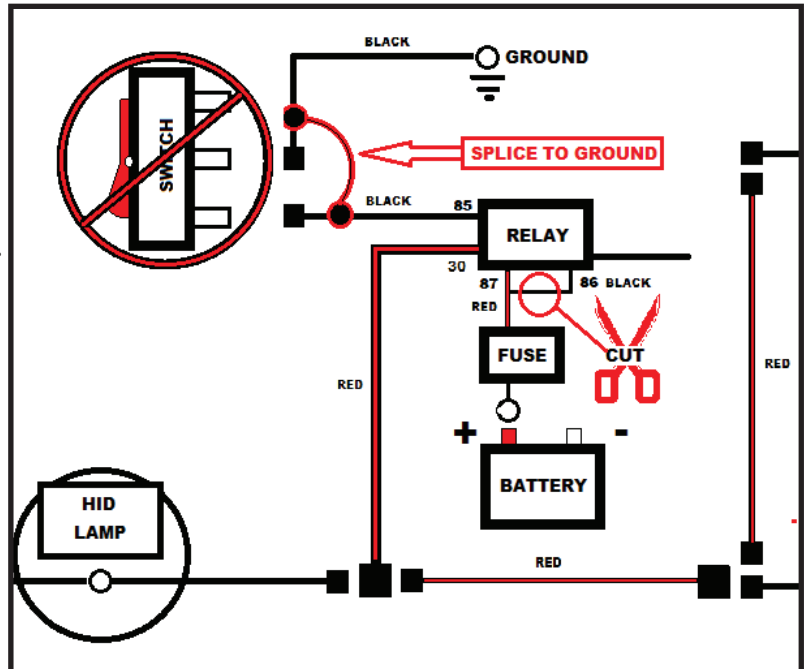 BLACK
GROUND
SWITCH
SPLICE TO GROUND
BLACK
85
RELAY
30
87
86 BLACK
RED
FUSE
CUT
RED
RED
+ -
BATTERY
HID
LAMP
RED